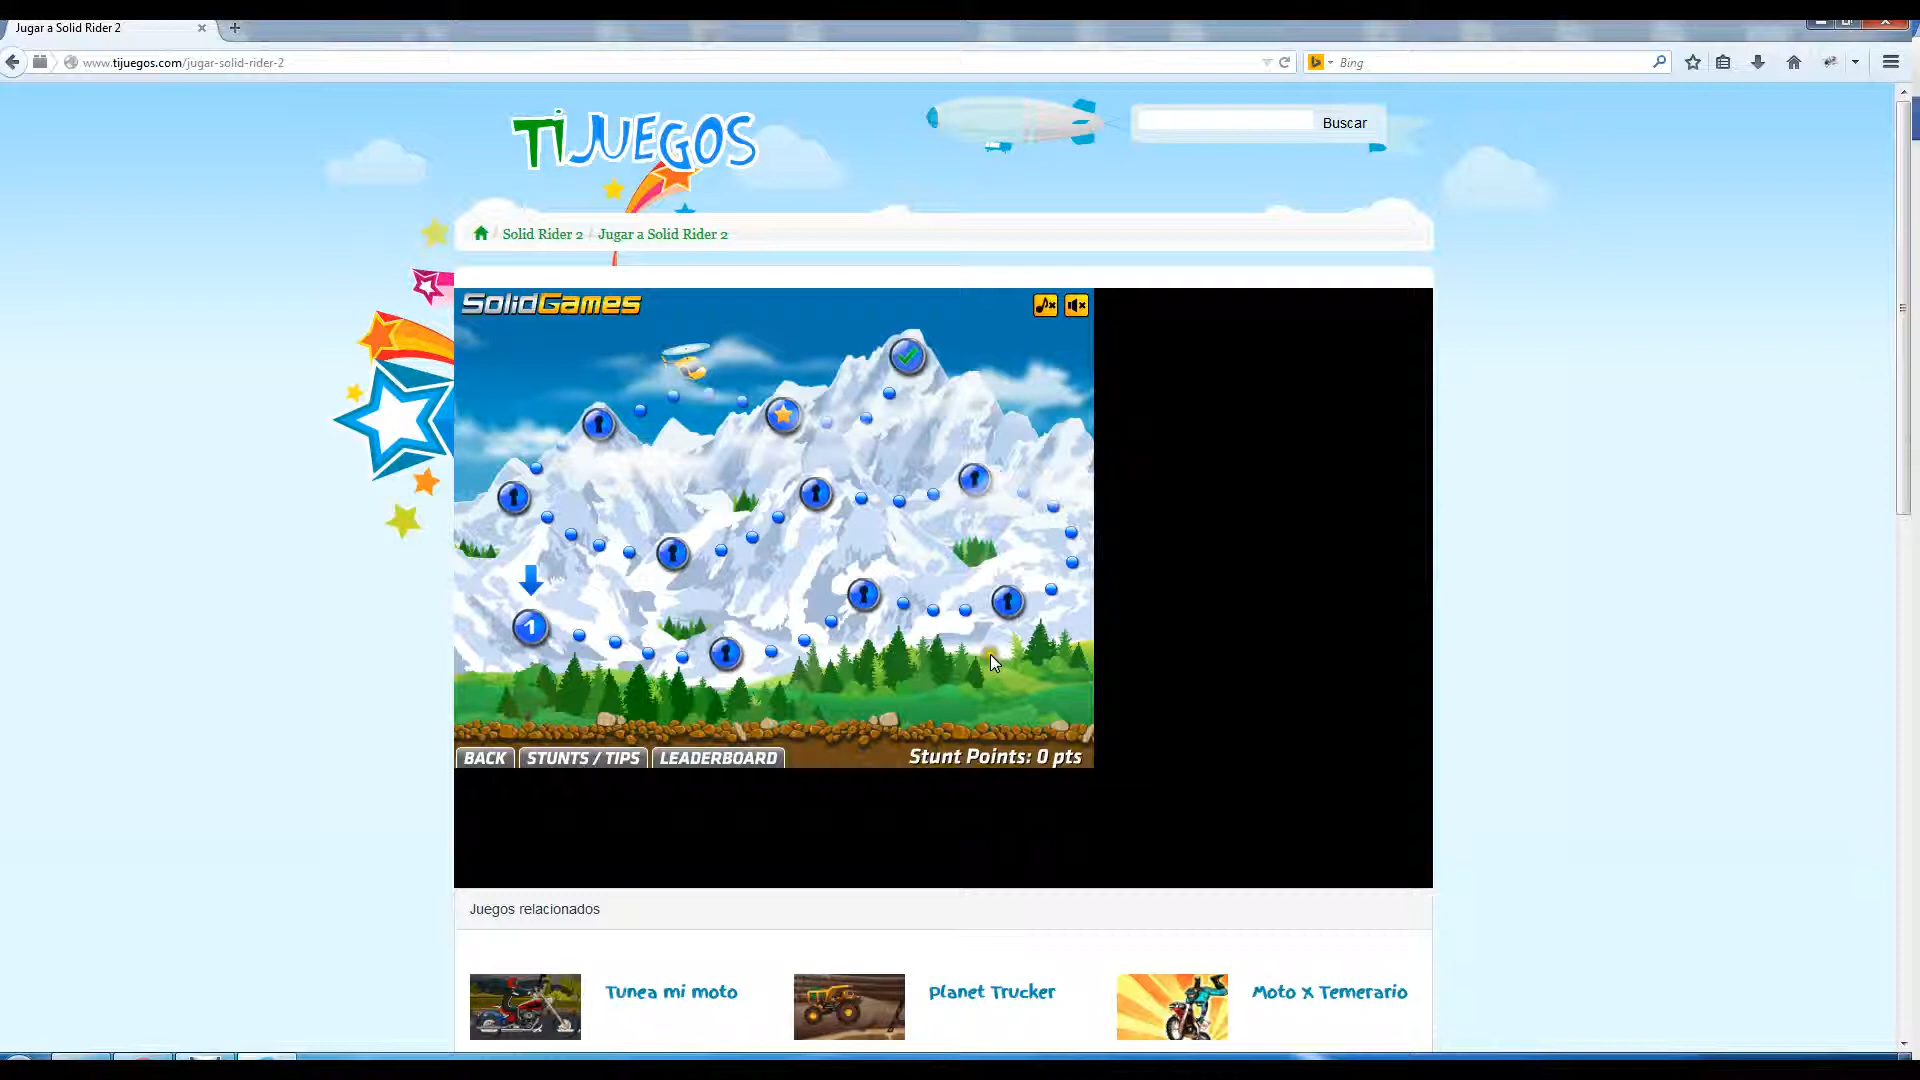 Jugar a Solid Rider 2
www.tijuegos.com/jugar-solid-rider-2
Bing
TIJUEGOS
Buscar
Solid Rider 2 / Jugar a Solid Rider 2
SolidGames
1
BACK
STUNTS / TIPS
LEADERBOARD
Stunt Points: 0 pts
Juegos relacionados
Tunea mi moto
Planet Trucker
Moto X Temerario